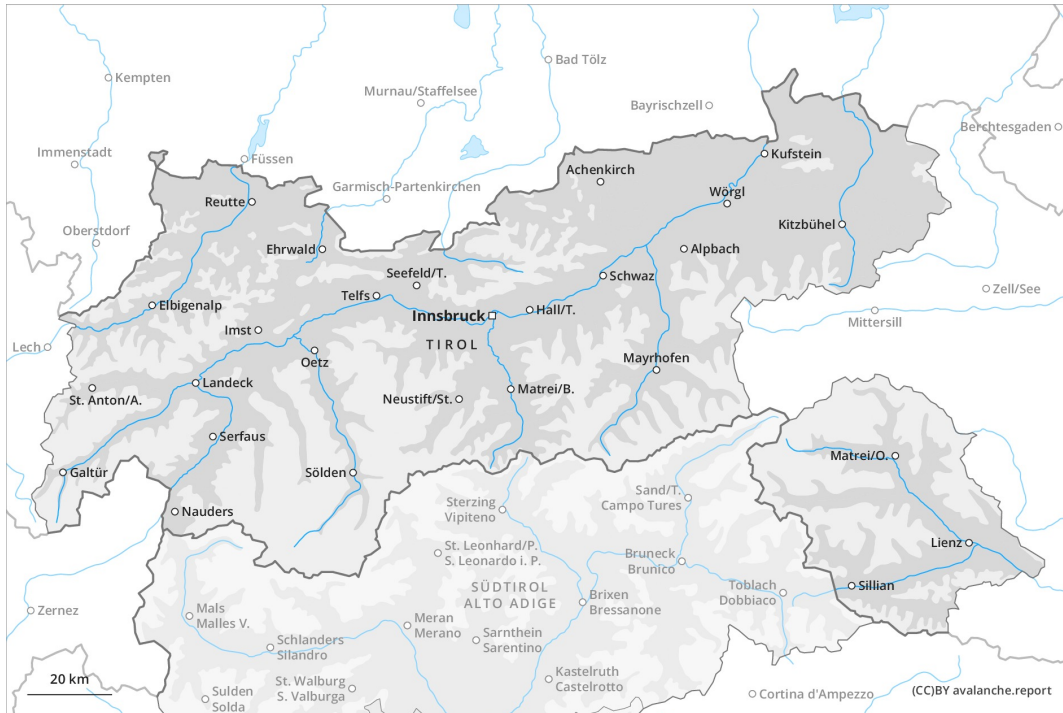 Kempten
Bad Tölz
Murnau/Staffelsee
Bayrischzell
Berchtesgaden
Immenstadt
Füssen
Kufstein
Achenkirch
Garmisch-Partenkirchen
Wörgl
Reutte
Kitzbühel
Oberstdorf
Ehrwald
Alpbach
Seefeld/T.
Schwaz
Zell/See
Telfs
Elbigenalp
Hall/T.
Innsbruck
Mittersill
Imst
TIROL
Lech
Oetz
Mayrhofen
Landeck
St. Anton/A.
Neustift/St.
Matrei/B.
Serfaus
Matrei/O.
Galtür
Sölden
Sand/T.
Campo Tures
Sterzing
Vipiteno
Nauders
Lienz
St. Leonhard/P.
S. Leonardo i. P.
Bruneck
Brunico
SÜDTIROL
ALTO ADIGE
Toblach
Dobbiaco
Sillian
Brixen
Bressanone
Zernez
Mals
Malles V.
Meran
Merano
Sarnthein
Sarentino
Schlanders
Silandro
Kastelruth
Castelrotto
St. Walburg
S. Valburga
20 km
Sulden
Solda
Cortina d'Ampezzo
(CC)BY avalanche.report